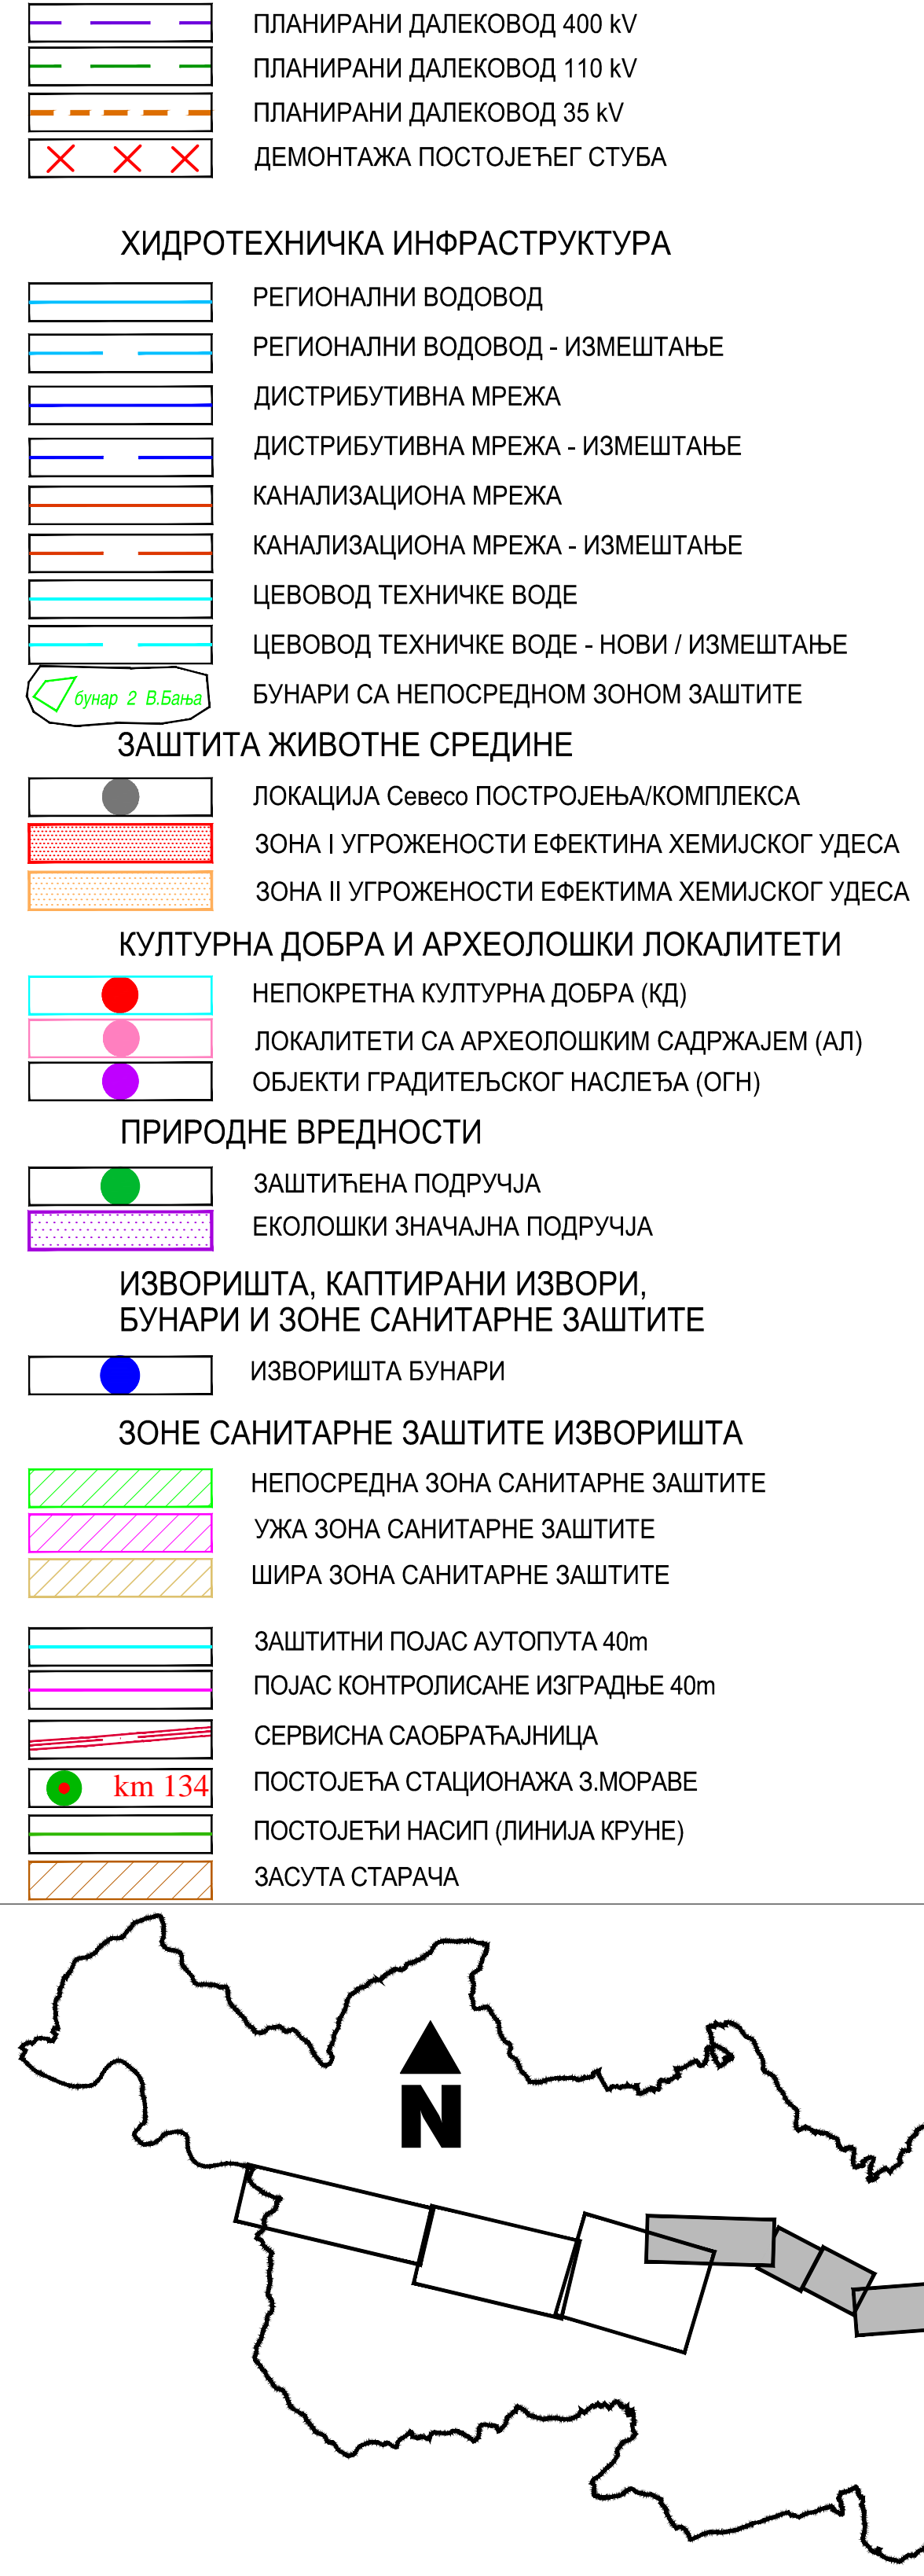 ПЛАНИРАНИ ДАЛЕКОВОД 400 kV
ПЛАНИРАНИ ДАЛЕКОВОД 110 kV
ПЛАНИРАНИ ДАЛЕКОВОД 35 kV
ДЕМОНТАЖА ПОСТОЈЕЋЕГ СТУБА
ХИДРОТЕХНИЧКА ИНФРАСТРУКТУРА
РЕГИОНАЛНИ ВОДОВОД
РЕГИОНАЛНИ ВОДОВОД - ИЗМЕШТАЊЕ
ДИСТРИБУТИВНА МРЕЖА
ДИСТРИБУТИВНА МРЕЖА - ИЗМЕШТАЊЕ
КАНАЛИЗАЦИОНА МРЕЖА
КАНАЛИЗАЦИОНА МРЕЖА - ИЗМЕШТАЊЕ
ЦЕВОВОД ТЕХНИЧКЕ ВОДЕ
ЦЕВОВОД ТЕХНИЧКЕ ВОДЕ - НОВИ / ИЗМЕШТАЊЕ
бунар 2 В.Бања БУНАРИ СА НЕПОСРЕДНОМ ЗОНОМ ЗАШТИТЕ
ЗАШТИТА ЖИВОТНЕ СРЕДИНЕ
ЛОКАЦИЈА Севесо ПОСТРОЈЕЊА/КОМПЛЕКСА
ЗОНА I УГРОЖЕНОСТИ ЕФЕКТИНА ХЕМИЈСКОГ УДЕСА
ЗОНА II УГРОЖЕНОСТИ ЕФЕКТИМА ХЕМИЈСКОГ УДЕСА
КУЛТУРНА ДОБРА И АРХЕОЛОШКИ ЛОКАЛИТЕТИ
НЕПОКРЕТНА КУЛТУРНА ДОБРА (КД)
ЛОКАЛИТЕТИ СА АРХЕОЛОШКИМ САДРЖАЈЕМ (АЛ)
ОБЈЕКТИ ГРАДИТЕЉСКОГ НАСЛЕЂА (ОГН)
ПРИРОДНЕ ВРЕДНОСТИ
ЗАШТИЋЕНА ПОДРУЧЈА
ЕКОЛОШКИ ЗНАЧАЈНА ПОДРУЧЈА
ИЗВОРИШТА, КАПТИРАНИ ИЗВОРИ,
БУНАРИ И ЗОНЕ САНИТАРНЕ ЗАШТИТЕ
ИЗВОРИШТА БУНАРИ
ЗОНЕ САНИТАРНЕ ЗАШТИТЕ ИЗВОРИШТА
НЕПОСРЕДНА ЗОНА САНИТАРНЕ ЗАШТИТЕ
УЖА ЗОНА САНИТАРНЕ ЗАШТИТЕ
ШИРА ЗОНА САНИТАРНЕ ЗАШТИТЕ
ЗАШТИТНИ ПОЈАС АУТОПУТА 40m
ПОЈАС КОНТРОЛИСАНЕ ИЗГРАДЊЕ 40m
СЕРВИСНА САОБРАЋАЈНИЦА
km 134 ПОСТОЈЕЋА СТАЦИОНАЖА З.МОРАВЕ
ПОСТОЈЕЋИ НАСИП (ЛИНИЈА КРУНЕ)
ЗАСУТА СТАРАЧА
N